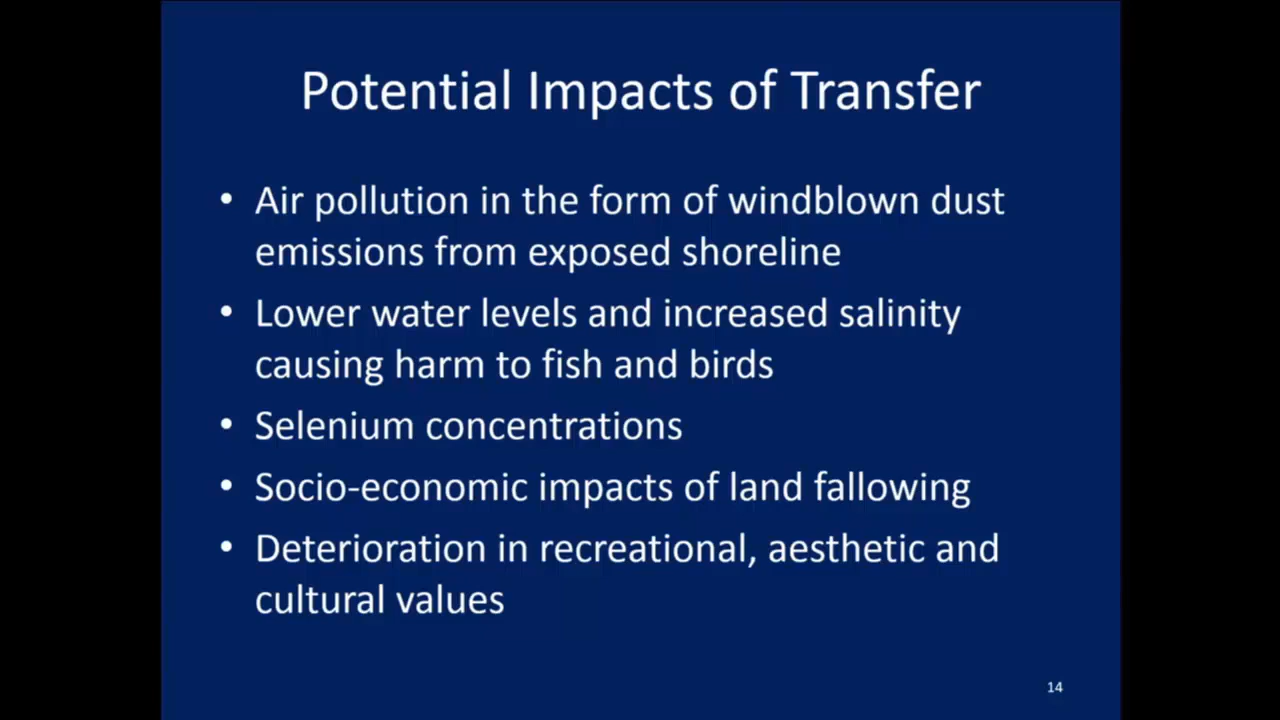 Potential Impacts of Transfer
• Air pollution in the form of windblown dust
emissions from exposed shoreline
• Lower water levels and increased salinity
causing harm to fish and birds
• Selenium concentrations
• Socio-economic impacts of land fallowing
• Deterioration in recreational, aesthetic and
cultural values
14